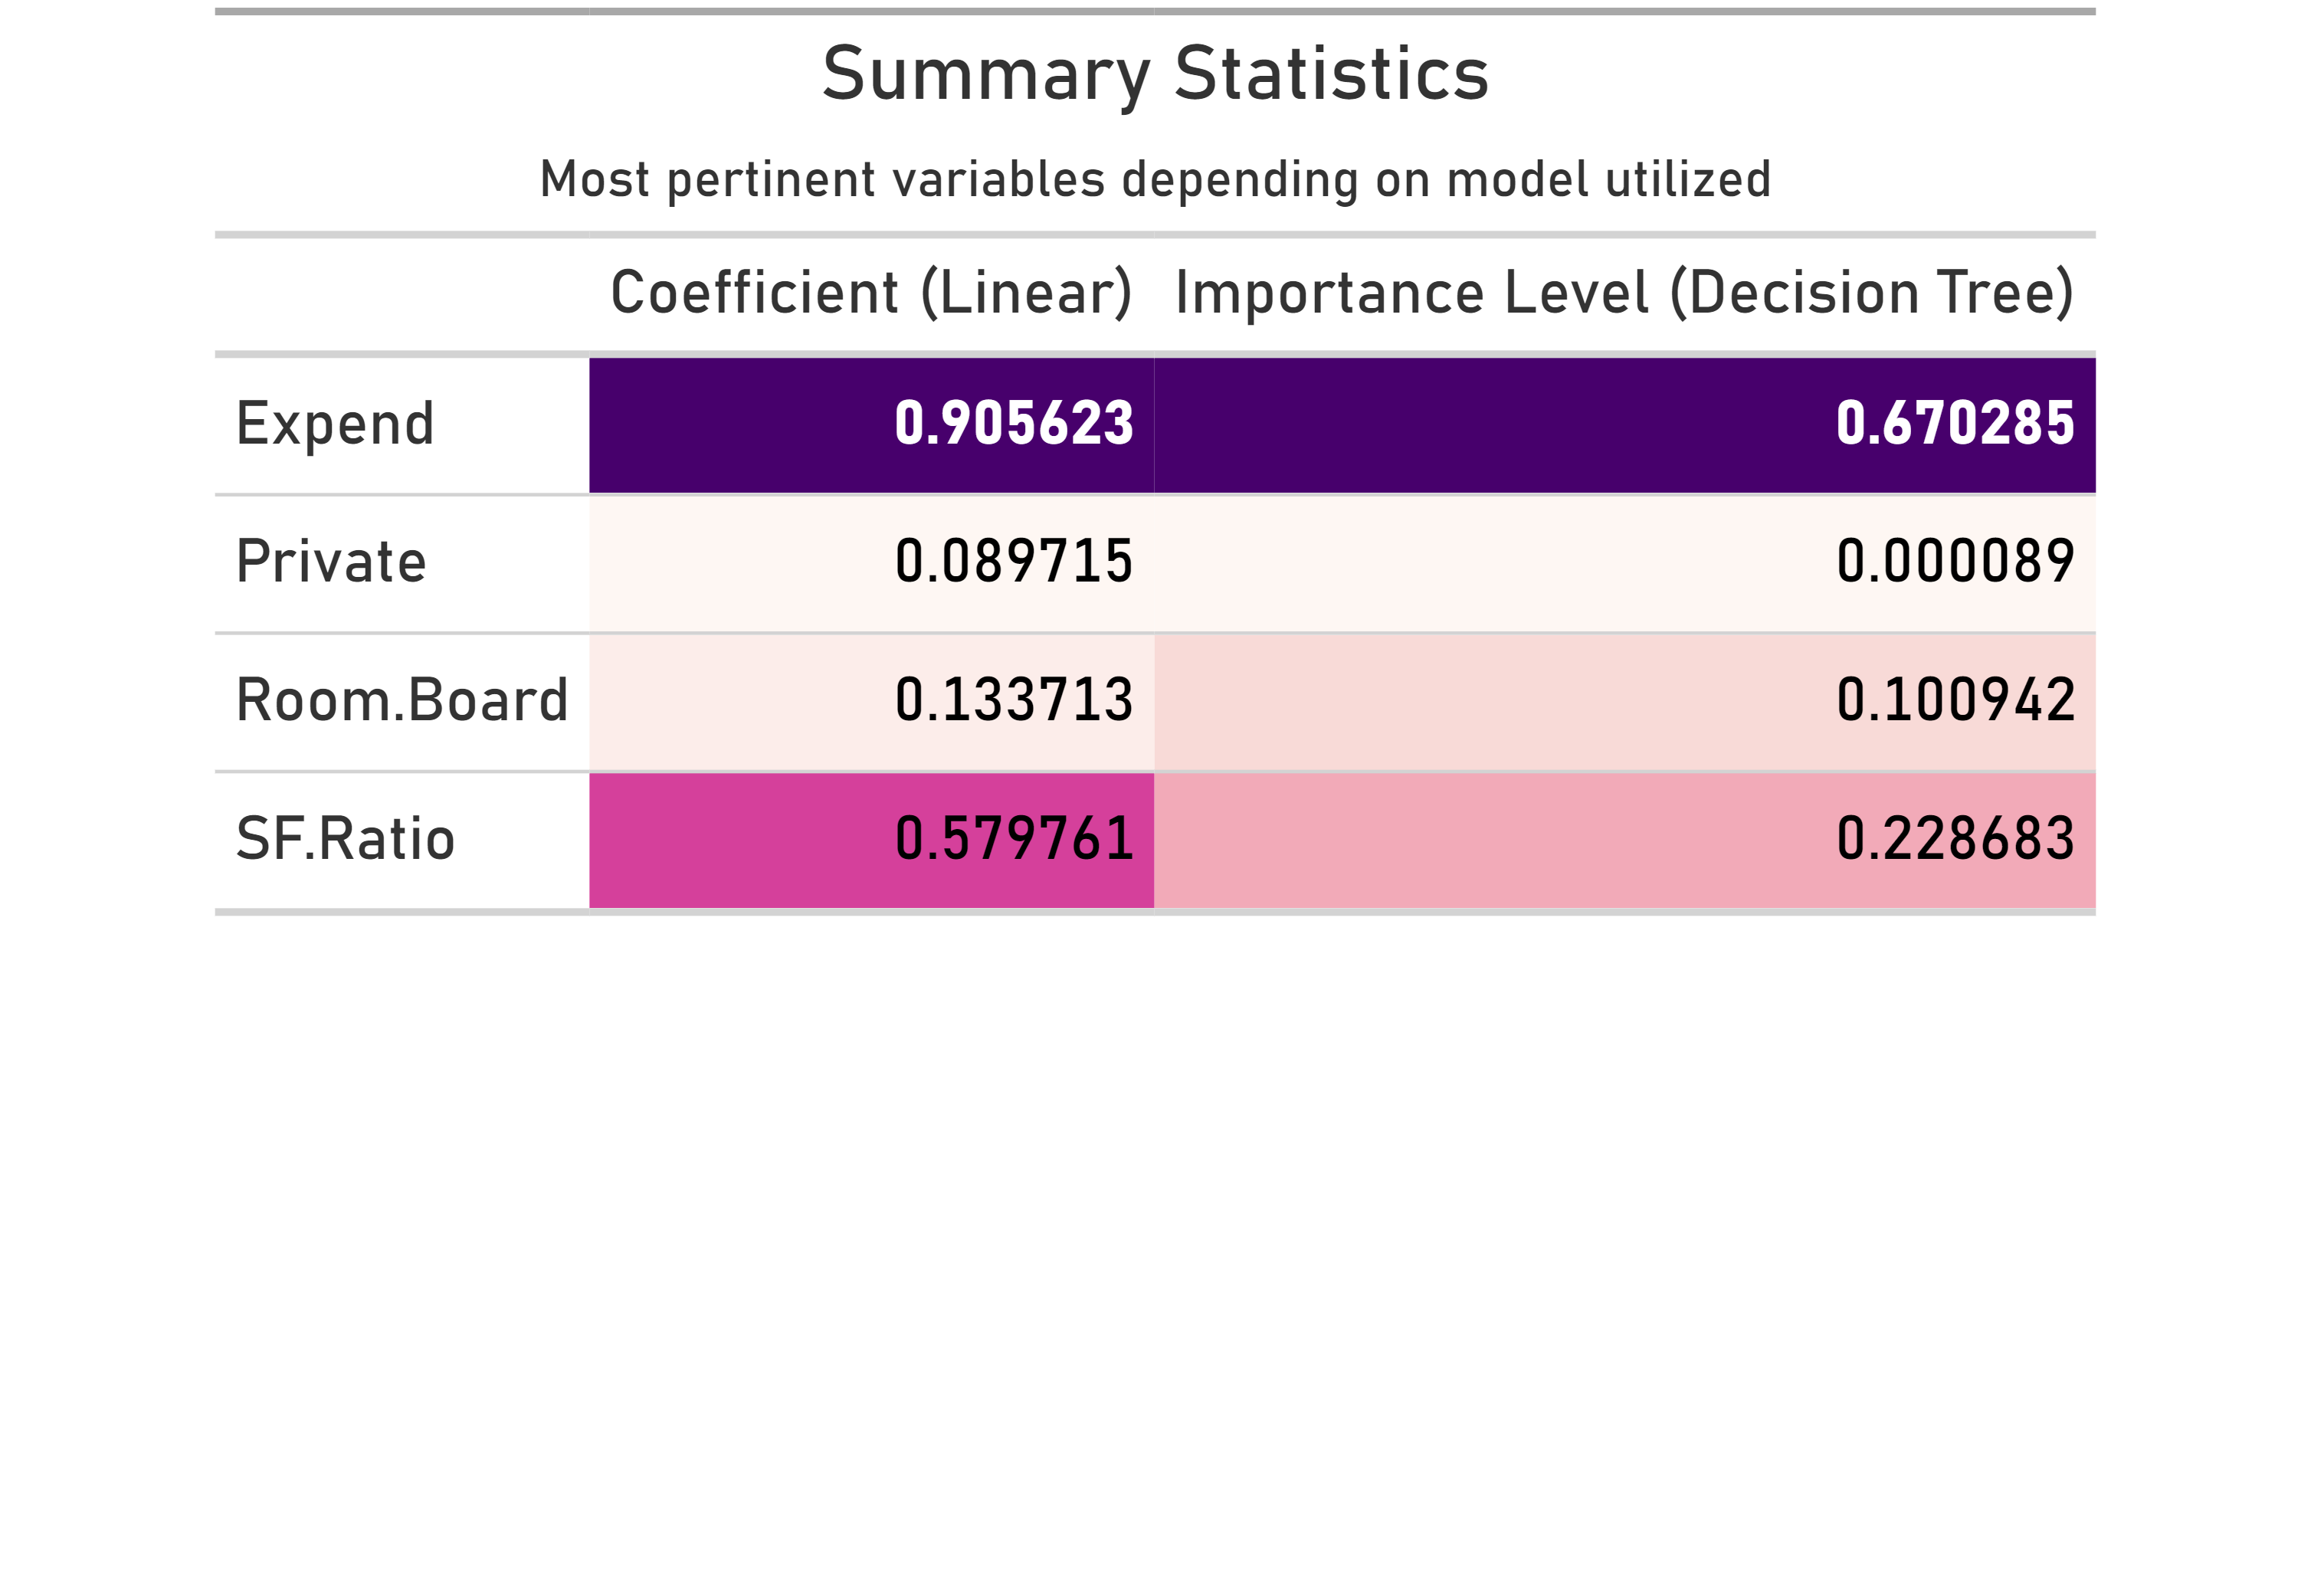 Summary Statistics
Most pertinent variables depending on model utilized
Coefficient (Linear) Importance Level (Decision Tree)
Expend 0.905623 0.670285
Private 0.089715 0.000089
Room.Board 0.133713 0.100942
SF.Ratio 0.579761 0.228683